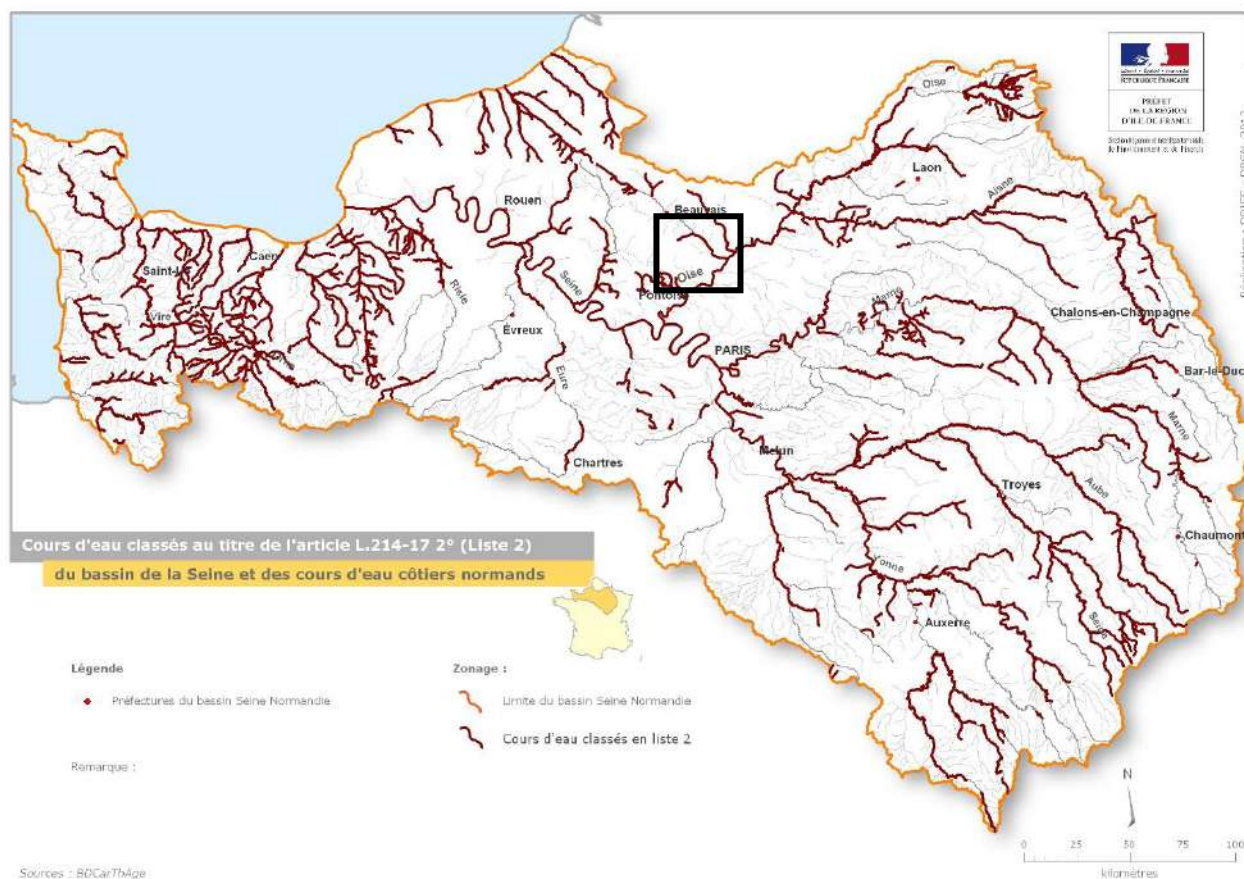 RÉPUBLIQUE FRANÇAISE
PRÉFET
DE LA RÉGION
D'ILE-DE-FRANCE
Oise
Laon
Aisne
Rouen
Beauvais
Oise
Pontoise
Caen
Saint-L
Vire
Risle
Seine
Évreux
Eure
PARIS
Marne
Chalons-en-Champagne
Bar-le-Duc
Marne
Melun
Chartres
Troyes
Aube
Chaumont
Yonne
Auxerre
Seine
Cours d'eau classés au titre de l'article L.214-17 2° (Liste 2)
du bassin de la Seine et des cours d'eau côtiers normands
Légende
Préfectures du bassin Seine Normandie
Zonage :
Limite du bassin Seine Normandie
Cours d'eau classés en liste 2
Remarque :
N
0 25 50 75 100
kilomètres
Sources : BDCarThAge